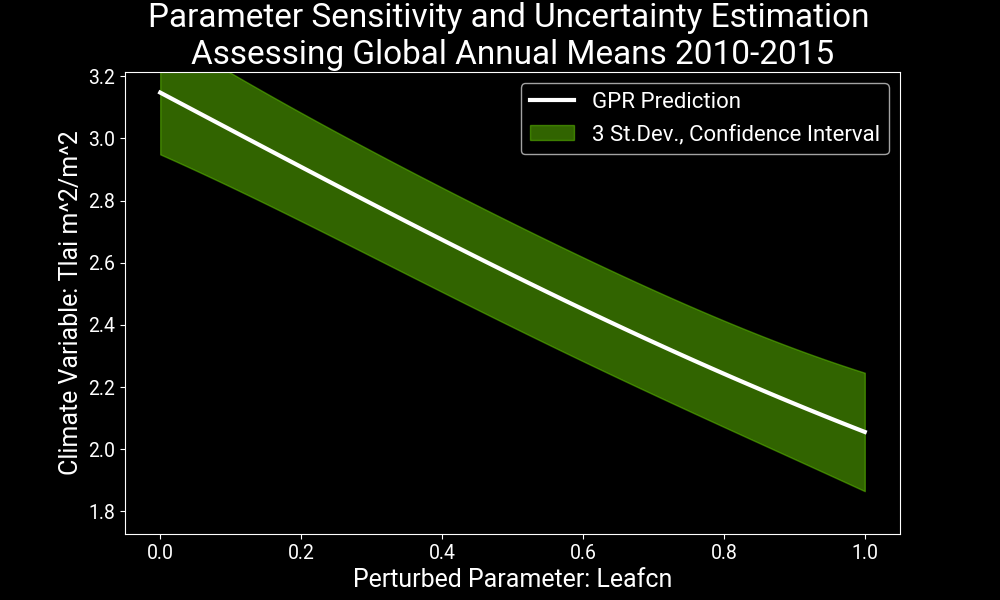 Parameter Sensitivity and Uncertainty Estimation
Assessing Global Annual Means 2010-2015
GPR Prediction
3 St.Dev., Confidence Interval
Climate Variable: Tlai m^2/m^2
3.2
3.0
2.8
2.6
2.4
2.2
2.0
1.8
0.0 0.2 0.4 0.6 0.8 1.0
Perturbed Parameter: Leafcn